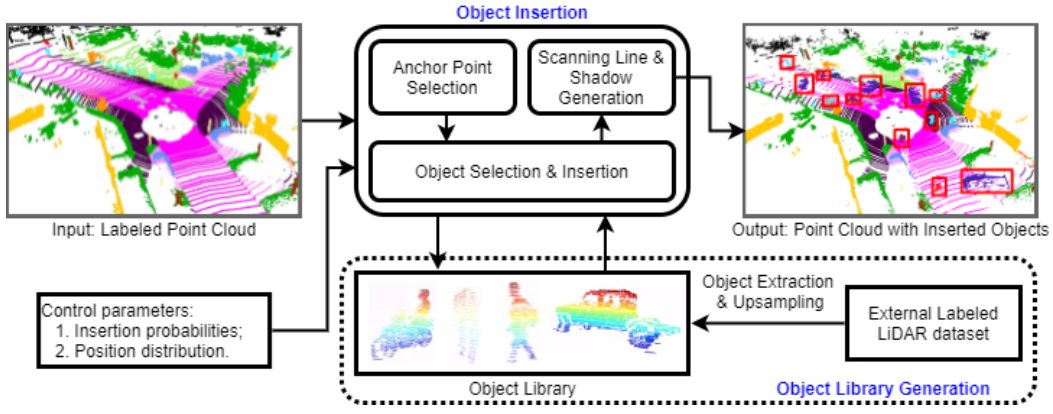 Object Insertion
Anchor Point
Selection
Scanning Line &
Shadow
Generation
Object Selection & Insertion
Input: Labeled Point Cloud
Output: Point Cloud with Inserted Objects
Control parameters:
1. Insertion probabilities;
2. Position distribution.
Object Extraction
& Upsampling
External Labeled
LiDAR dataset
Object Library
Object Library Generation